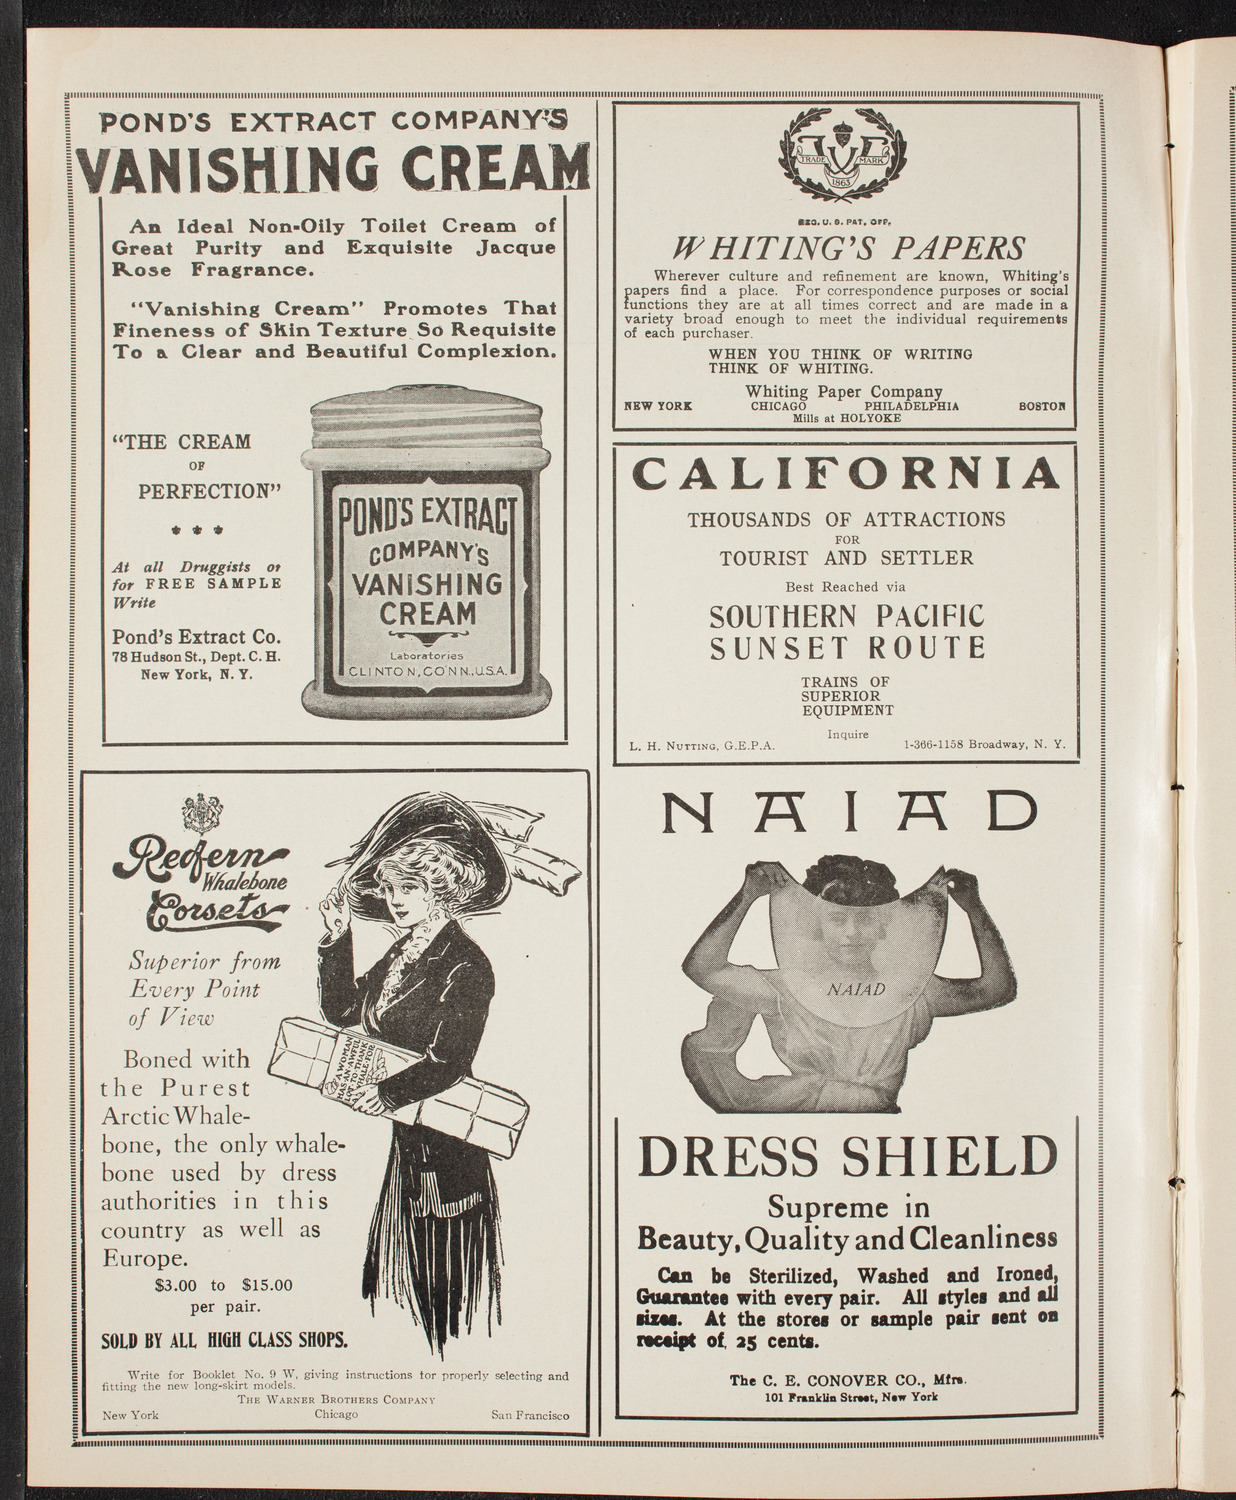 POND'S EXTRACT COMPANY'S
VANISHING CREAM
An Ideal Non-Oily Toilet Cream of
Great Purity and Exquisite Jacque
Rose Fragrance.
"Vanishing Cream" Promotes That
Fineness of Skin Texture So Requisite
To a Clear and Beautiful Complexion.
"THE CREAM
OF
PERFECTION"
* * *
At all Druggists or
for FREE SAMPLE
Write
Pond's Extract Co.
78 Hudson St., Dept. C. H.
New York, N. Y.
POND'S EXTRACT
COMPANY'S
VANISHING
CREAM
Laboratories
CLINTON, CONN., U.S.A.
Redfern
Whalebone
Corsets
Superior from
Every Point
of View
Boned with
the Purest
Arctic Whale-
bone, the only whale-
bone used by dress
authorities in this
country as well as
Europe.
$3.00 to $15.00
per pair.
SOLD BY ALL HIGH CLASS SHOPS.
A WOMAN
HAS AN AWFUL
LOT TO THANK
A WHALE FOR
Write for Booklet No. 9 W, giving instructions for properly selecting and
fitting the new long-skirt models.
THE WARNER BROTHERS COMPANY
New York Chicago San Francisco
TRADE W MARK
1863
REG. U. S. PAT. OFF.
WHITING'S PAPERS
Wherever culture and refinement are known, Whiting's
papers find a place. For correspondence purposes or social
functions they are at all times correct and are made in a
variety broad enough to meet the individual requirements
of each purchaser.
WHEN YOU THINK OF WRITING
THINK OF WHITING.
Whiting Paper Company
NEW YORK CHICAGO PHILADELPHIA BOSTON
Mills at HOLYOKE
CALIFORNIA
THOUSANDS OF ATTRACTIONS
FOR
TOURIST AND SETTLER
Best Reached via
SOUTHERN PACIFIC
SUNSET ROUTE
TRAINS OF
SUPERIOR
EQUIPMENT
Inquire
L. H. NUTTING, G.E.P.A. 1-366-1158 Broadway, N. Y.
NAIAD
NAIAD
DRESS SHIELD
Supreme in
Beauty, Quality and Cleanliness
Can be Sterilized, Washed and Ironed,
Guarantee with every pair. All styles and all
sizes. At the stores or sample pair sent on
receipt of 25 cents.
The C. E. CONOVER CO., Mfrs.
101 Franklin Street, New York